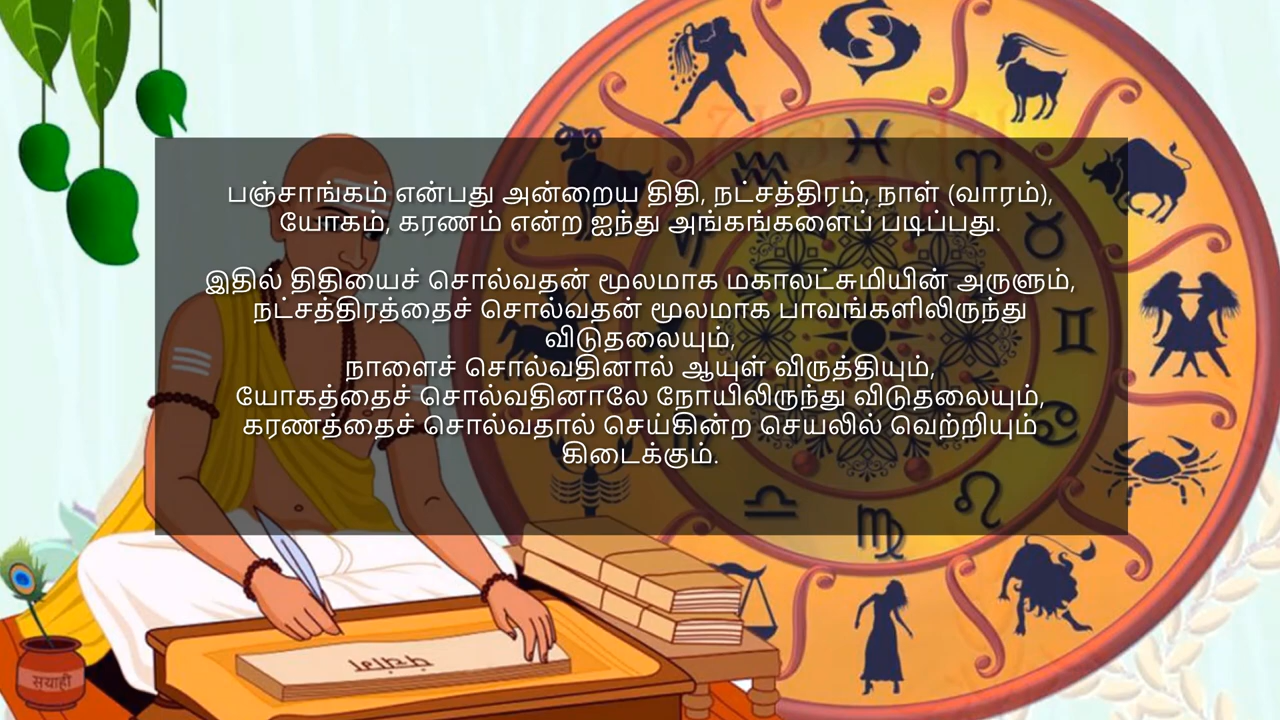 பஞ்சாங்கம் என்பது அன்றைய திதி, நட்சத்திரம், நாள் (வாரம்),
யோகம், கரணம் என்ற ஐந்து அங்கங்களைப் படிப்பது.
இதில் திதியைச் சொல்வதன் மூலமாக மகாலட்சுமியின் அருளும்,
நட்சத்திரத்தைச் சொல்வதன் மூலமாக பாவங்களிலிருந்து
விடுதலையும்,
நாளைச் சொல்வதினால் ஆயுள் விருத்தியும்,
யோகத்தைச் சொல்வதினாலே நோயிலிருந்து விடுதலையும்,
கரணத்தைச் சொல்வதால் செய்கின்ற செயலில் வெற்றியும்
கிடைக்கும்.
सयाही